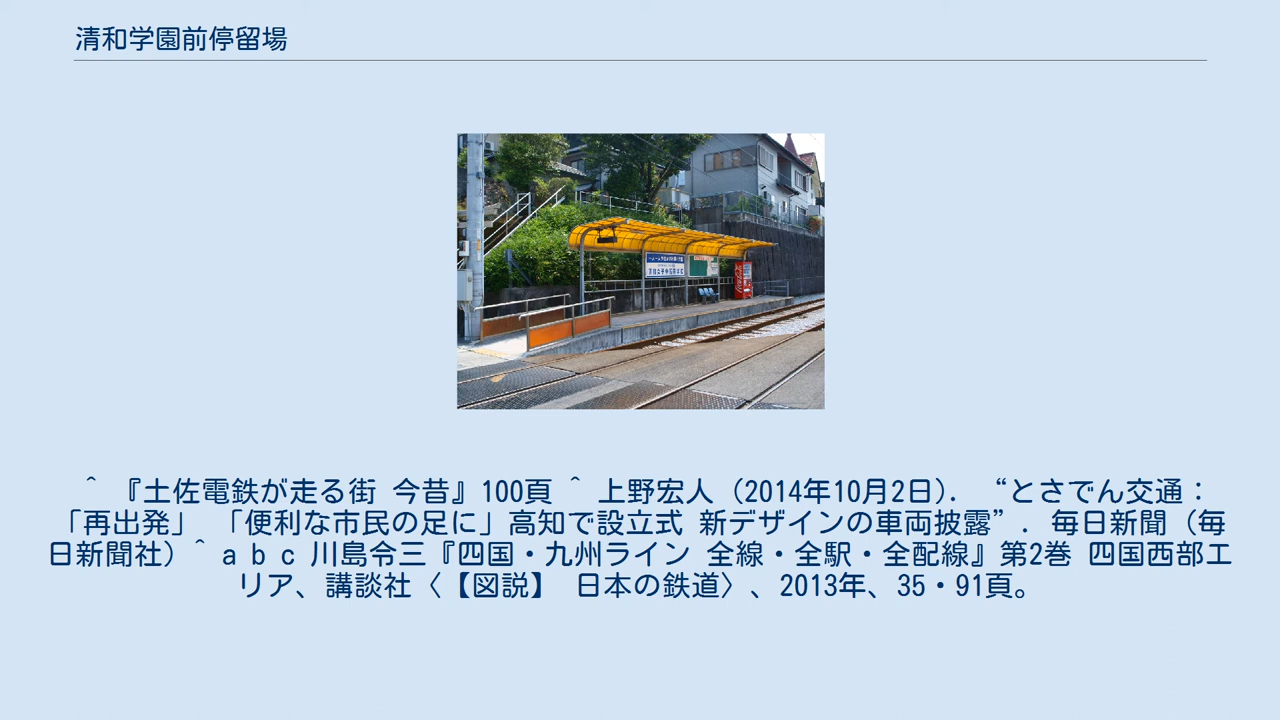 清和学園前停留場
＾ 『土佐電鉄が走る街 今昔』100頁 ＾ 上野宏人（2014年10月2日）． “とさでん交通：
「再出発」 「便利な市民の足に」高知で設立式 新デザインの車両披露”．毎日新聞（毎
日新聞社）＾ ａｂｃ 川島令三『四国・九州ライン 全線・全駅・全配線』第2巻 四国西部エ
リア、講談社〈【図説】 日本の鉄道〉、2013年、35・91頁。